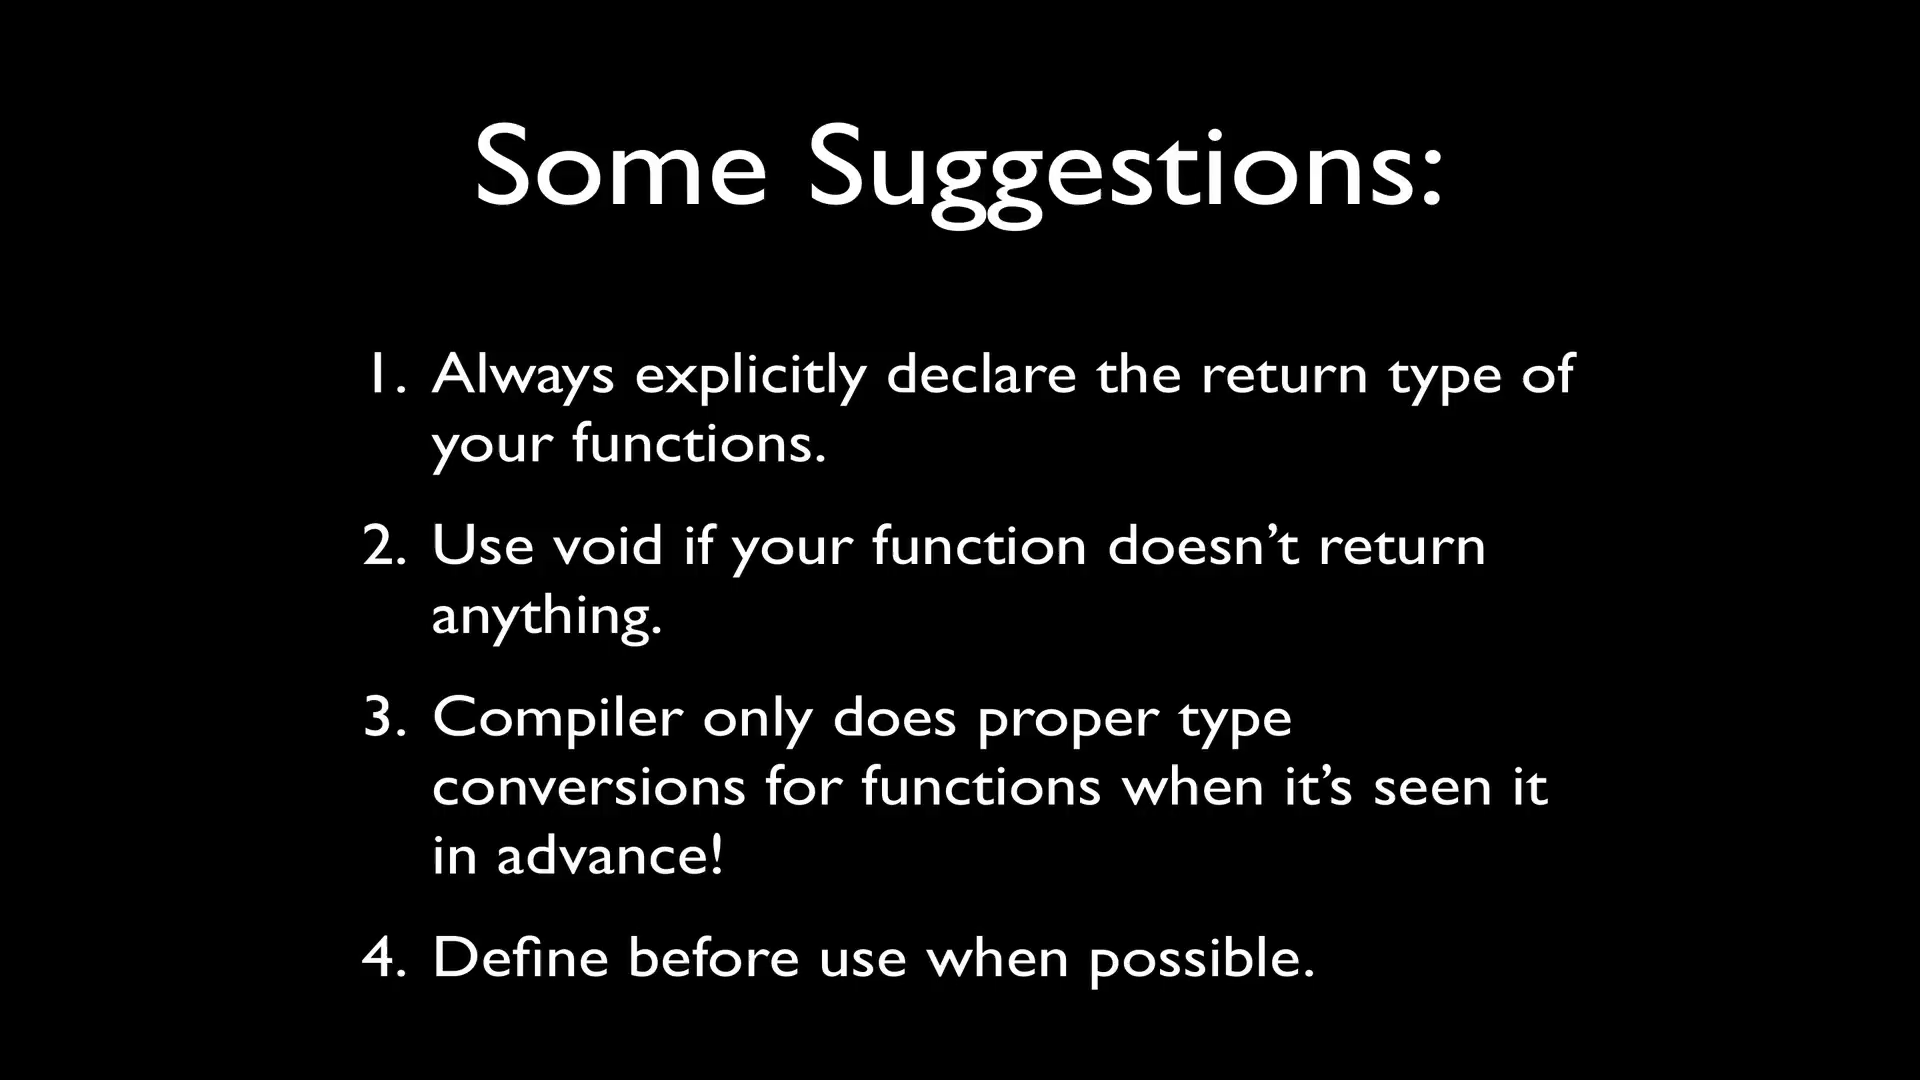 Some Suggestions:
1. Always explicitly declare the return type of
your functions.
2. Use void if your function doesn’t return
anything.
3. Compiler only does proper type
conversions for functions when it’s seen it
in advance!
4. Define before use when possible.